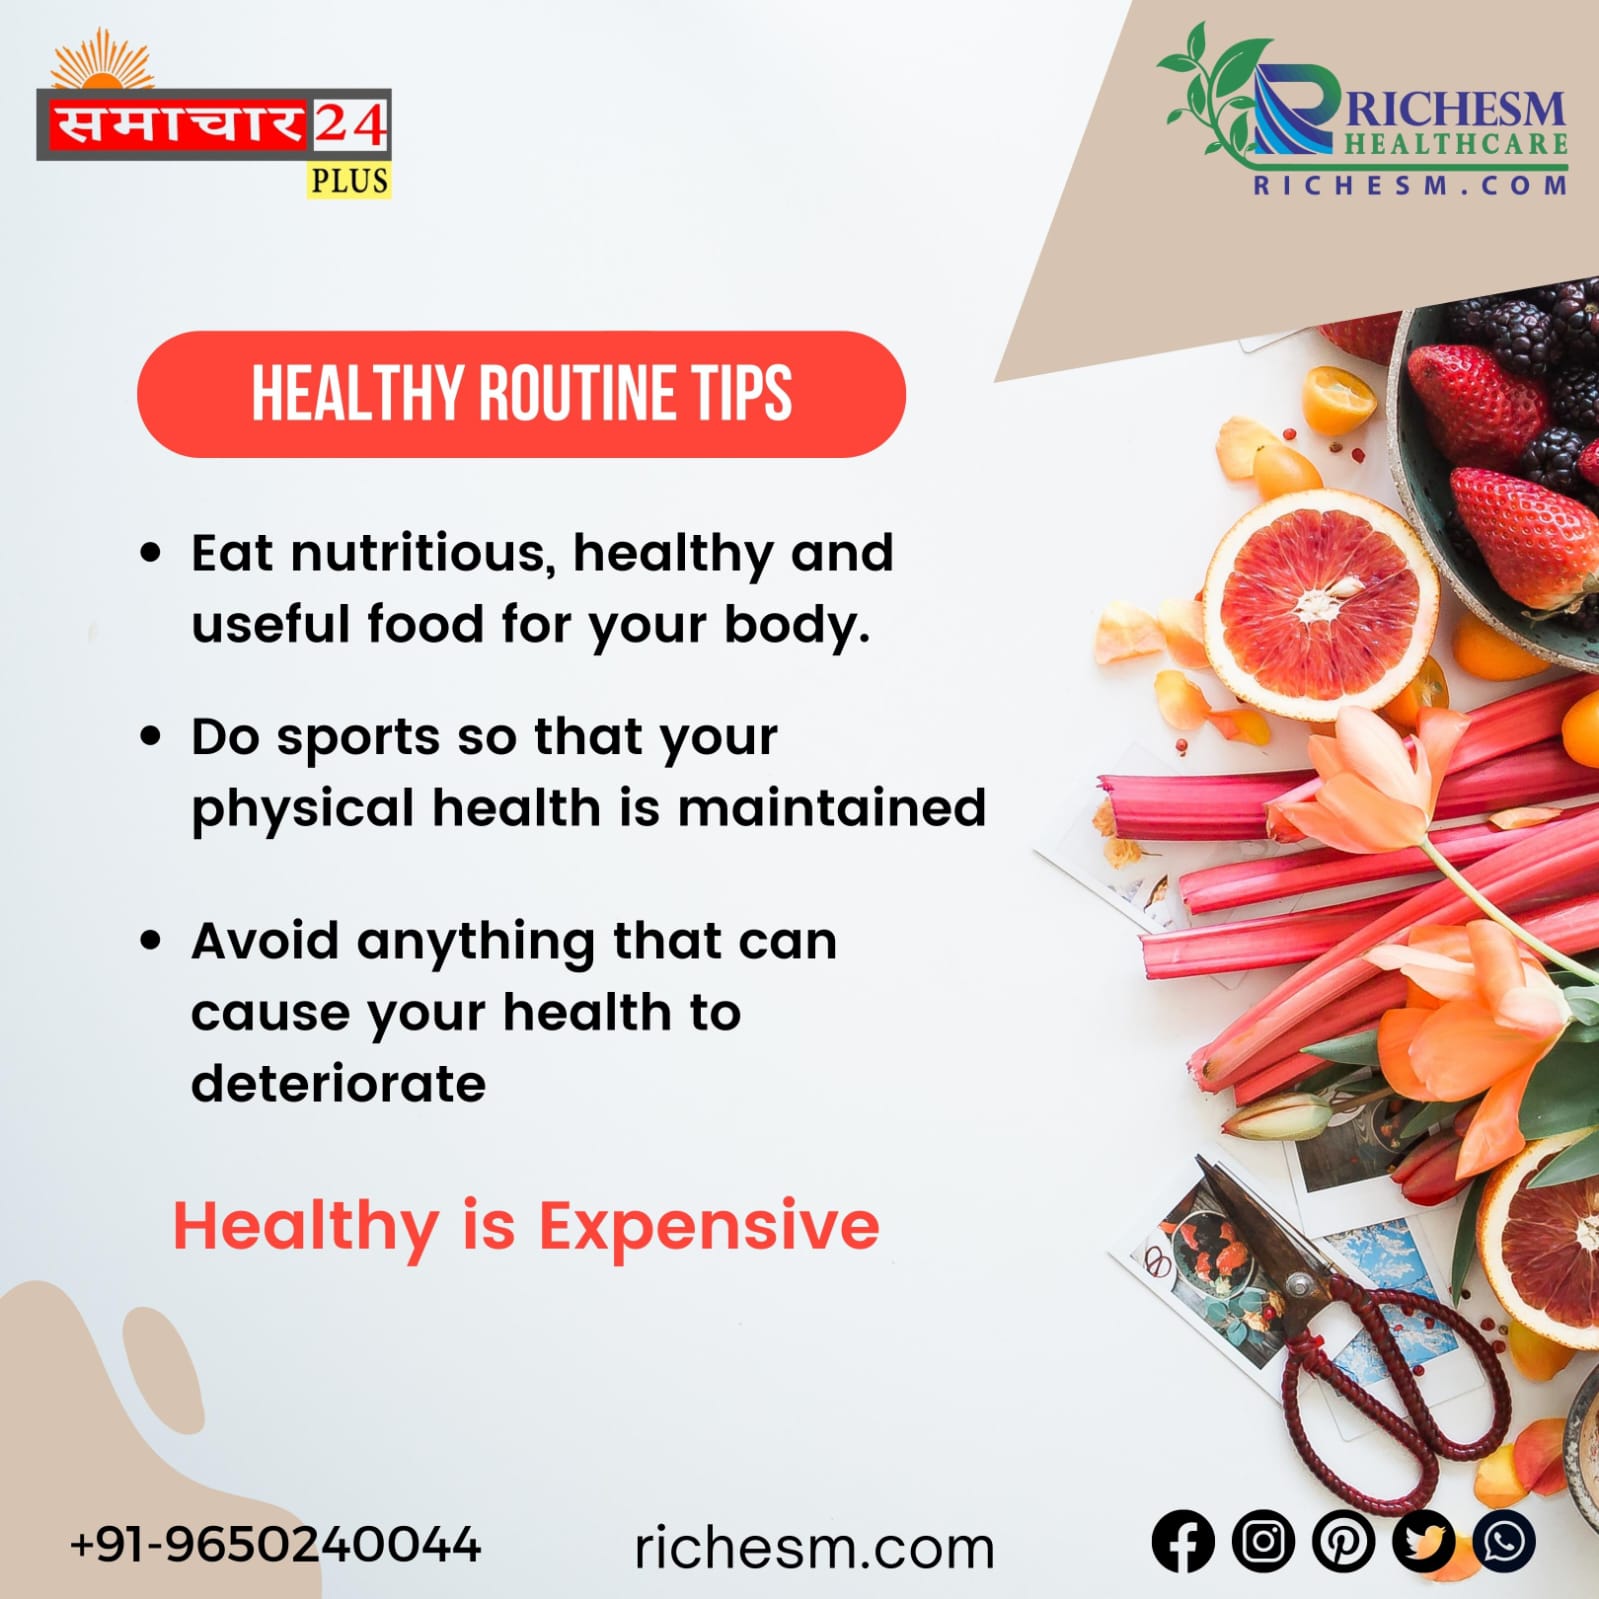 समाचार 24
PLUS
RICHESM
HEALTHCARE
RICHESM.COM
HEALTHY ROUTINE TIPS
• Eat nutritious, healthy and
useful food for your body.
• Do sports so that your
physical health is maintained
• Avoid anything that can
cause your health to
deteriorate
Healthy is Expensive
+91-9650240044
richesm.com